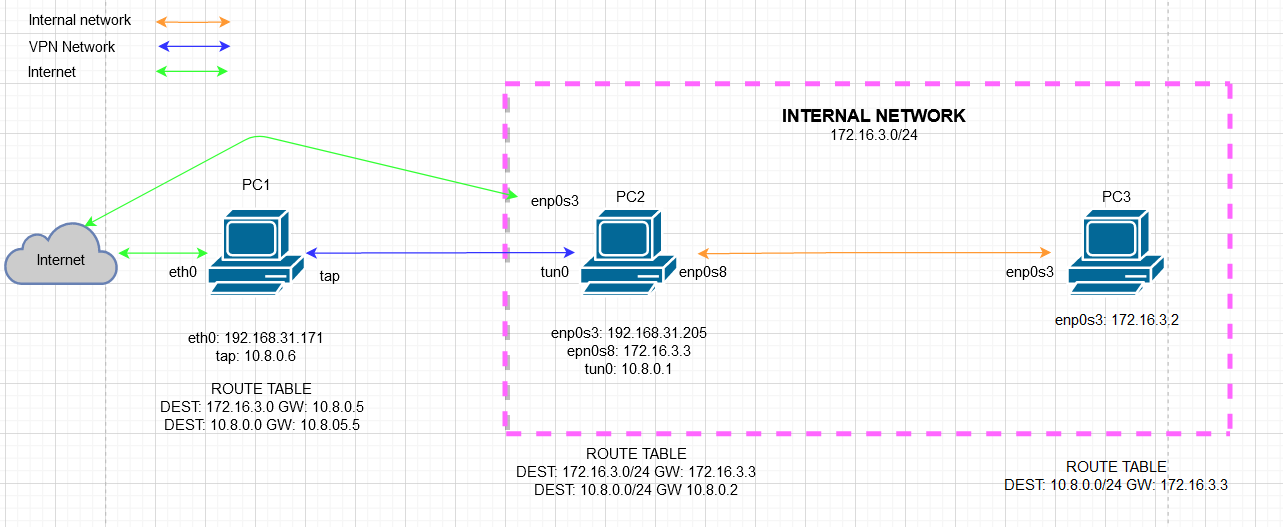 Internal network
VPN Network
Internet
INTERNAL NETWORK
172.16.3.0/24
PC1
enp0s3
PC2
PC3
Internet
eth0
tap
tun0
enp0s8
enp0s3
eth0: 192.168.31.171
tap: 10.8.0.6
enp0s3: 192.168.31.205
epn0s8: 172.16.3.3
tun0: 10.8.0.1
enp0s3: 172.16.3.2
ROUTE TABLE
DEST: 172.16.3.0 GW: 10.8.0.5
DEST: 10.8.0.0 GW: 10.8.05.5
ROUTE TABLE
DEST: 172.16.3.0/24 GW: 172.16.3.3
DEST: 10.8.0.0/24 GW 10.8.0.2
ROUTE TABLE
DEST: 10.8.0.0/24 GW: 172.16.3.3